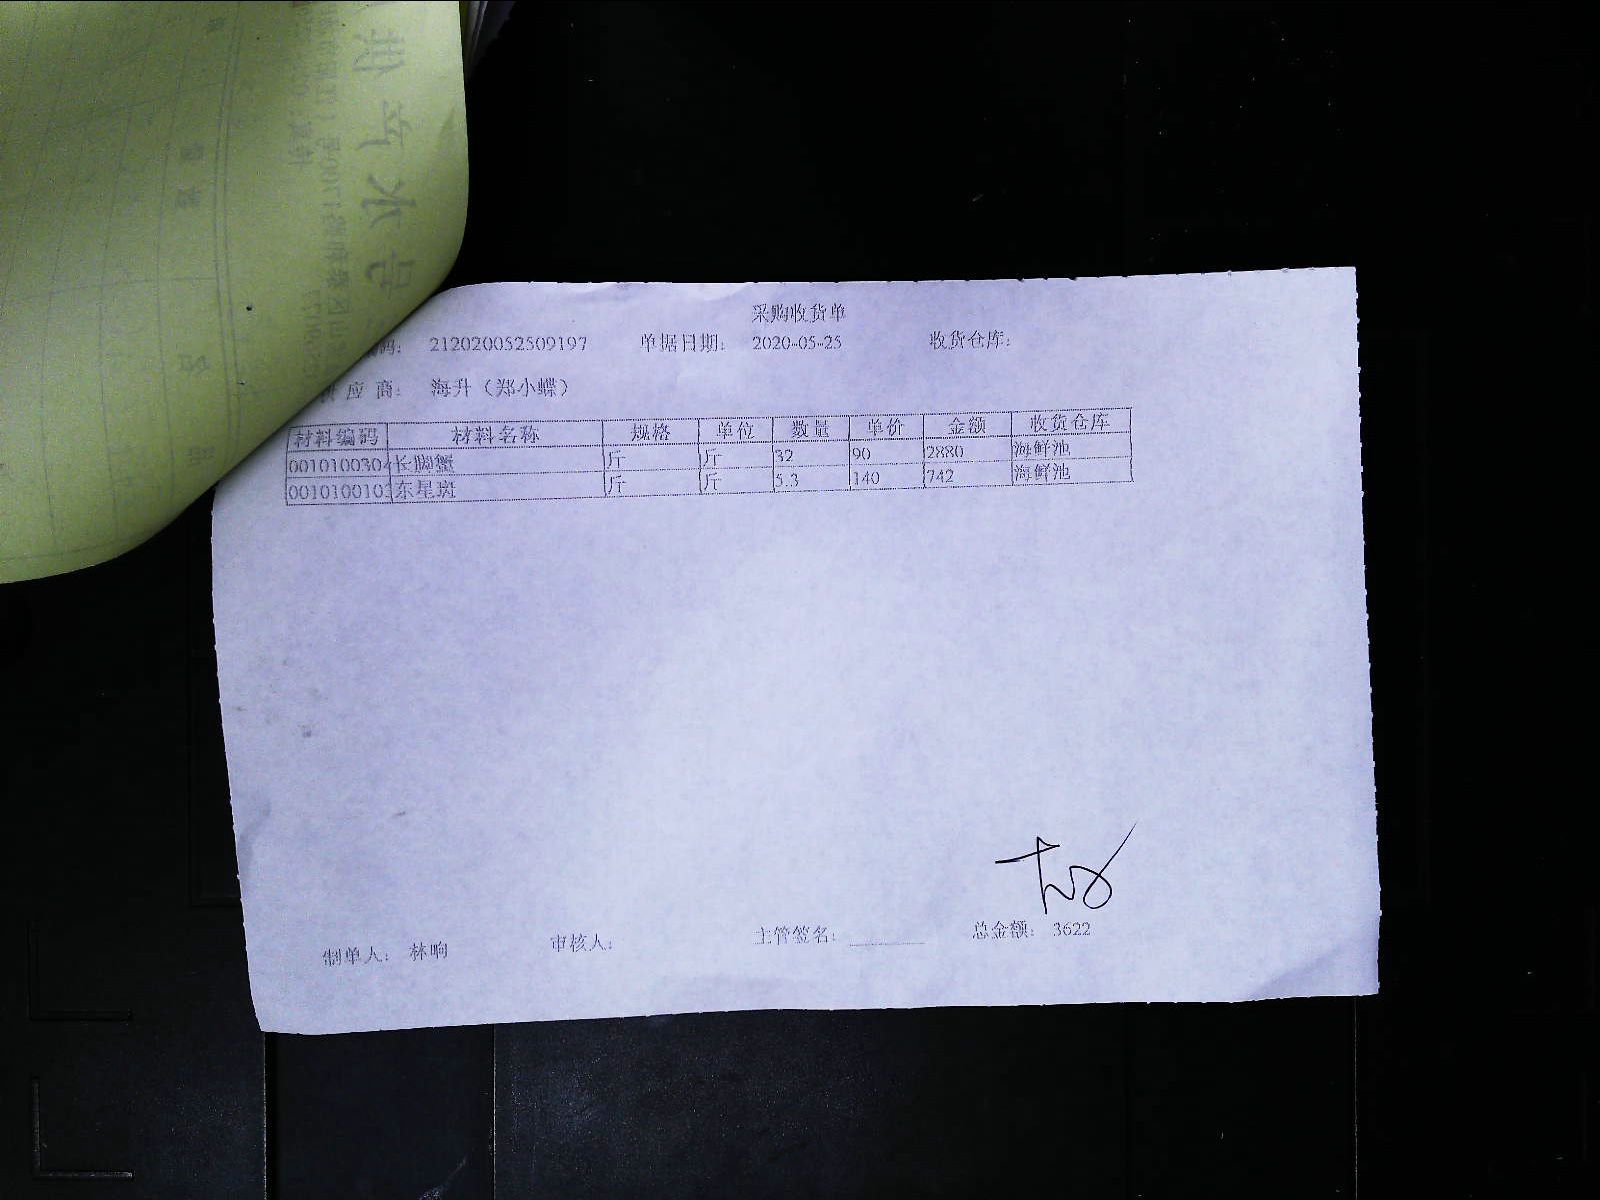 采购收货单
码: 212020052509197 单据日期: 2020-05-25 收货仓库:
应 商: 海升（郑小蝶）
材料编码 材料名称 规格 单位 数量 单价 金额 收货仓库
001010030 长脚蟹 斤 斤 32 90 2880 海鲜池
001010010 东星斑 斤 斤 5.3 140 742 海鲜池
制单人: 林晌 审核人: 主管签名: 总金额: 3622